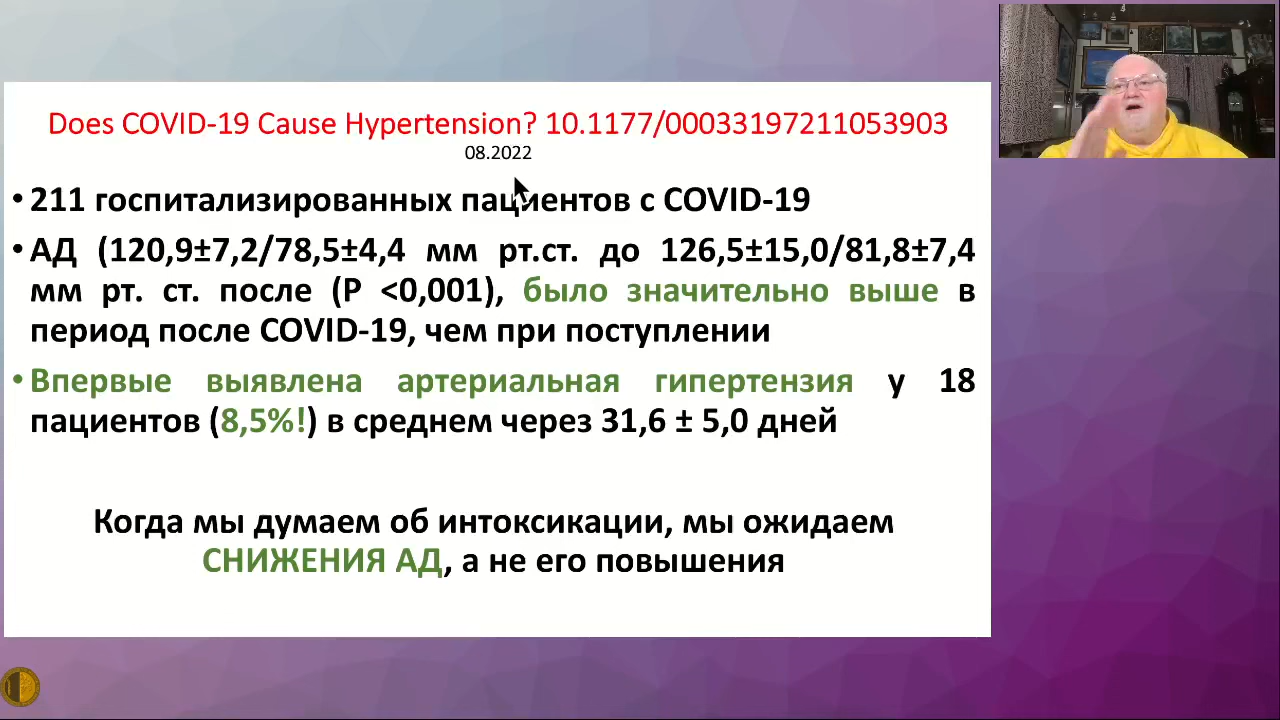 Does COVID-19 Cause Hypertension? 10.1177/00033197211053903
08.2022
• 211 госпитализированных пациентов с COVID-19
• АД (120,9±7,2/78,5±4,4 мм рт.ст. до 126,5±15,0/81,8±7,4
мм рт. ст. после (P <0,001), было значительно выше в
период после COVID-19, чем при поступлении
• Впервые выявлена артериальная гипертензия у 18
пациентов (8,5%!) в среднем через 31,6 ± 5,0 дней
Когда мы думаем об интоксикации, мы ожидаем
СНИЖЕНИЯ АД, а не его повышения